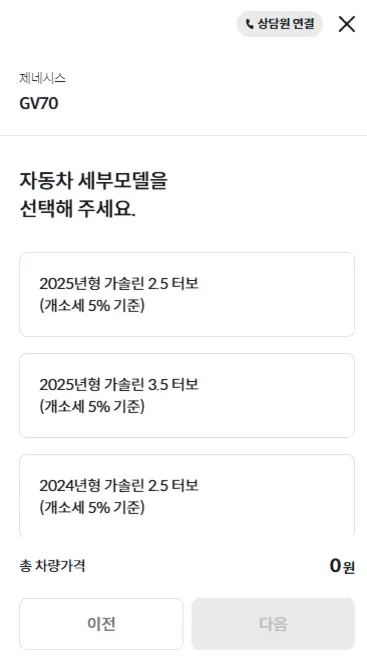 상담원 연결
제네시스
GV70
자동차 세부모델을
선택해 주세요.
2025년형 가솔린 2.5 터보
(개소세 5% 기준)
2025년형 가솔린 3.5 터보
(개소세 5% 기준)
2024년형 가솔린 2.5 터보
(개소세 5% 기준)
총 차량가격 0원
이전 다음